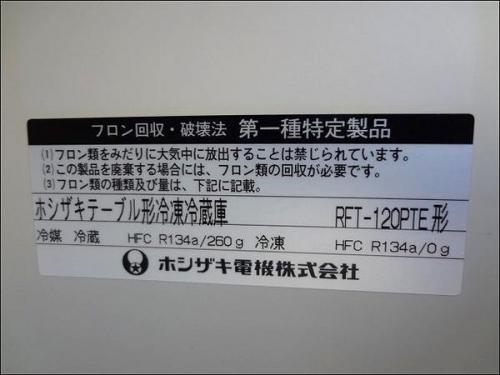 フロン回収・破壊法 第一種特定製品
(1)フロン類をみだりに大気中に放出することは禁じられています。
(2)この製品を廃棄する場合には、フロン類の回収が必要です。
(3)フロン類の種類及び量は、下記に記載。
ホシザキテーブル形冷凍冷蔵庫 RFT-120PTE形
冷媒 冷蔵 HFC R134a/260g 冷凍 HFC R134a/0g
ホシザキ電機株式会社